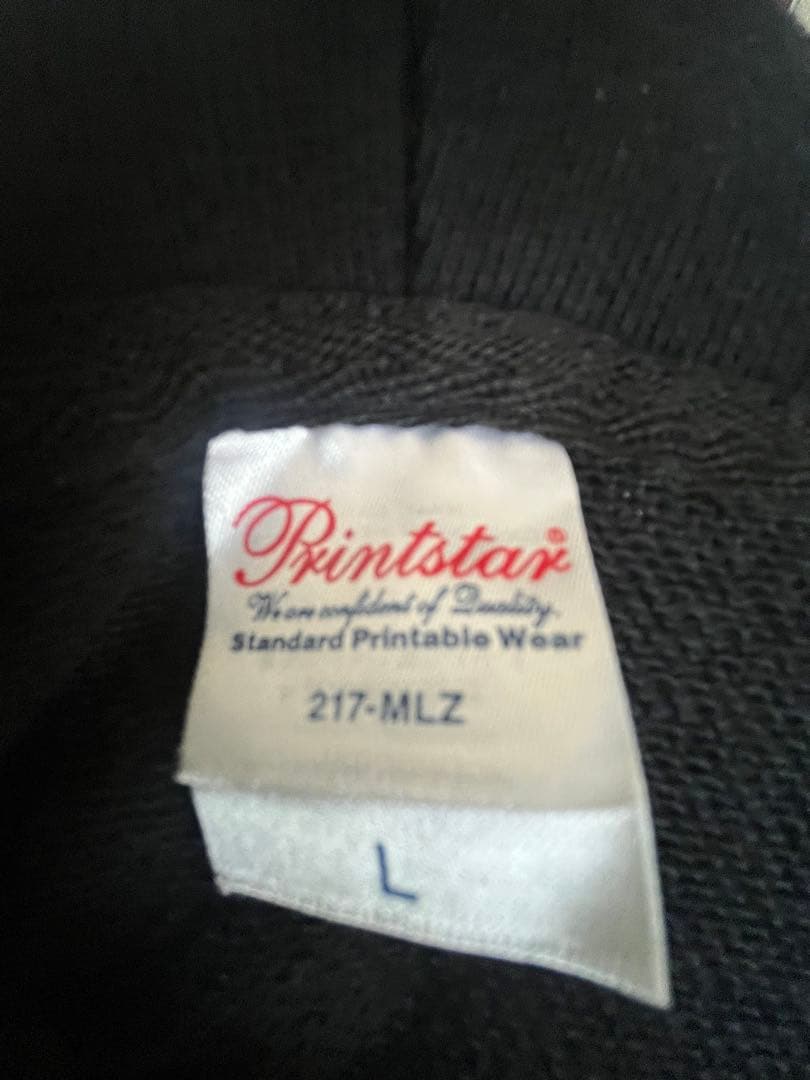 Printstar®
We are confident of Quality.
Standard Printable Wear
217-MLZ
L